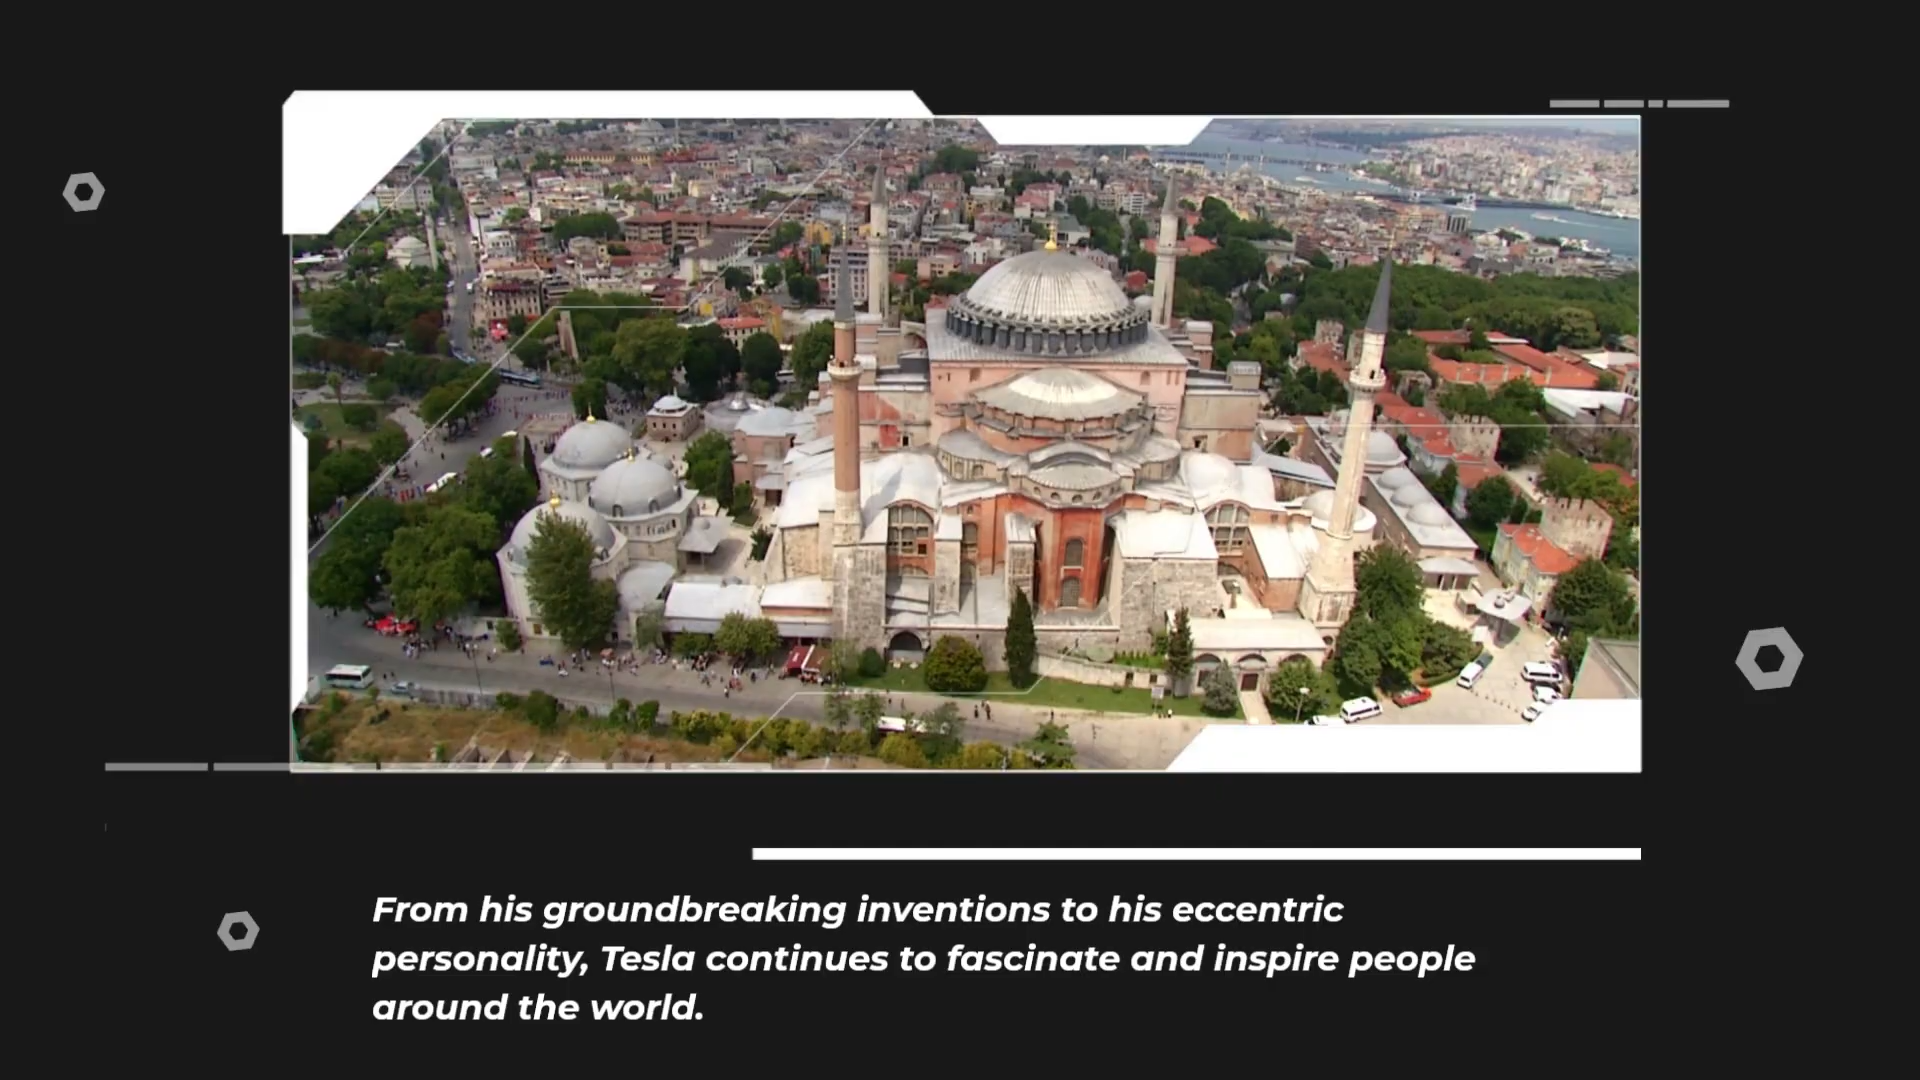 From his groundbreaking inventions to his eccentric
personality, Tesla continues to fascinate and inspire people
around the world.